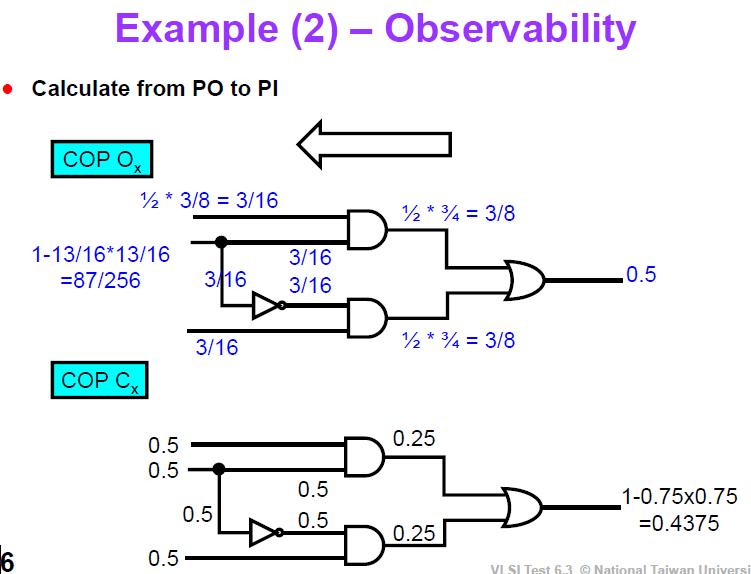 Example (2) – Observability
● Calculate from PO to PI
COP Ox
½ * 3/8 = 3/16
½ * ¾ = 3/8
1-13/16*13/16
=87/256
3/16
3/16
3/16
0.5
3/16
½ * ¾ = 3/8
COP Cx
0.5
0.25
0.5
0.5
0.5
0.5
0.25
1-0.75x0.75
=0.4375
0.5
6
VLSI Test 6.3 © National Taiwan Universi